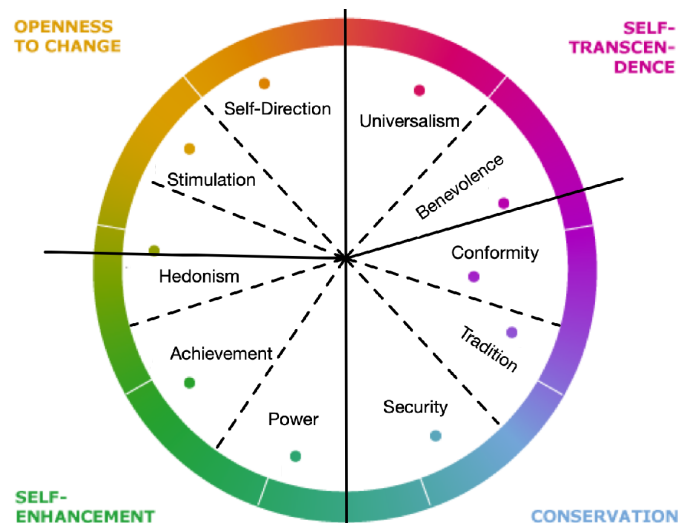 OPENNESS
TO CHANGE
SELF-
TRANSCEN-
DENCE
Self-Direction
Universalism
Stimulation
Benevolence
Conformity
Hedonism
Achievement
Tradition
Power
Security
SELF-
ENHANCEMENT
CONSERVATION